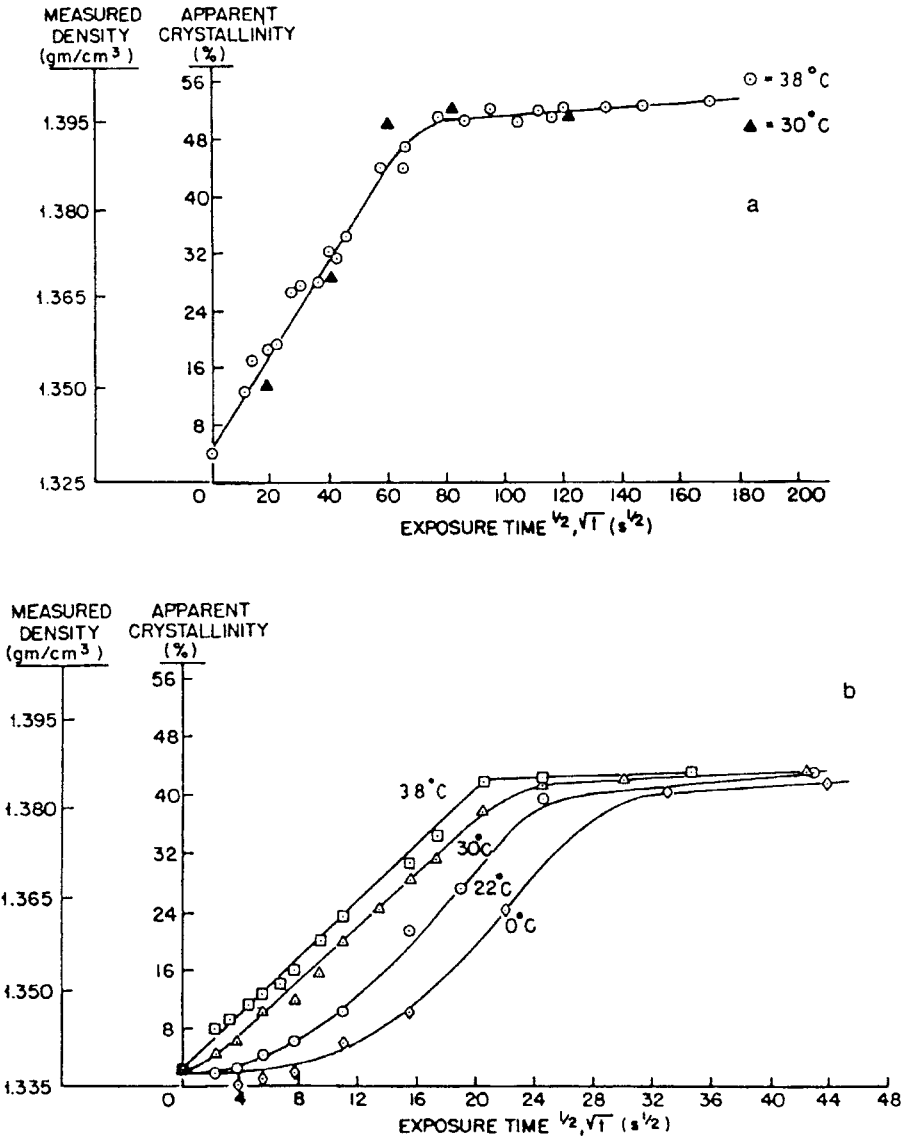 MEASURED DENSITY (gm/cm³)
APPARENT CRYSTALLINITY (%)
⊙ = 38°C
▲ = 30°C
a
1.395
1.380
1.365
1.350
1.325
56
48
40
32
24
16
8
0 20 40 60 80 100 120 140 160 180 200
EXPOSURE TIME ¹/², √t (s¹/²)
MEASURED DENSITY (gm/cm³)
APPARENT CRYSTALLINITY (%)
b
1.395
1.380
1.365
1.350
1.335
56
48
40
32
24
16
8
38°C
30°C
22°C
0°C
0 4 8 12 16 20 24 28 32 36 40 44 48
EXPOSURE TIME ¹/², √t (s¹/²)